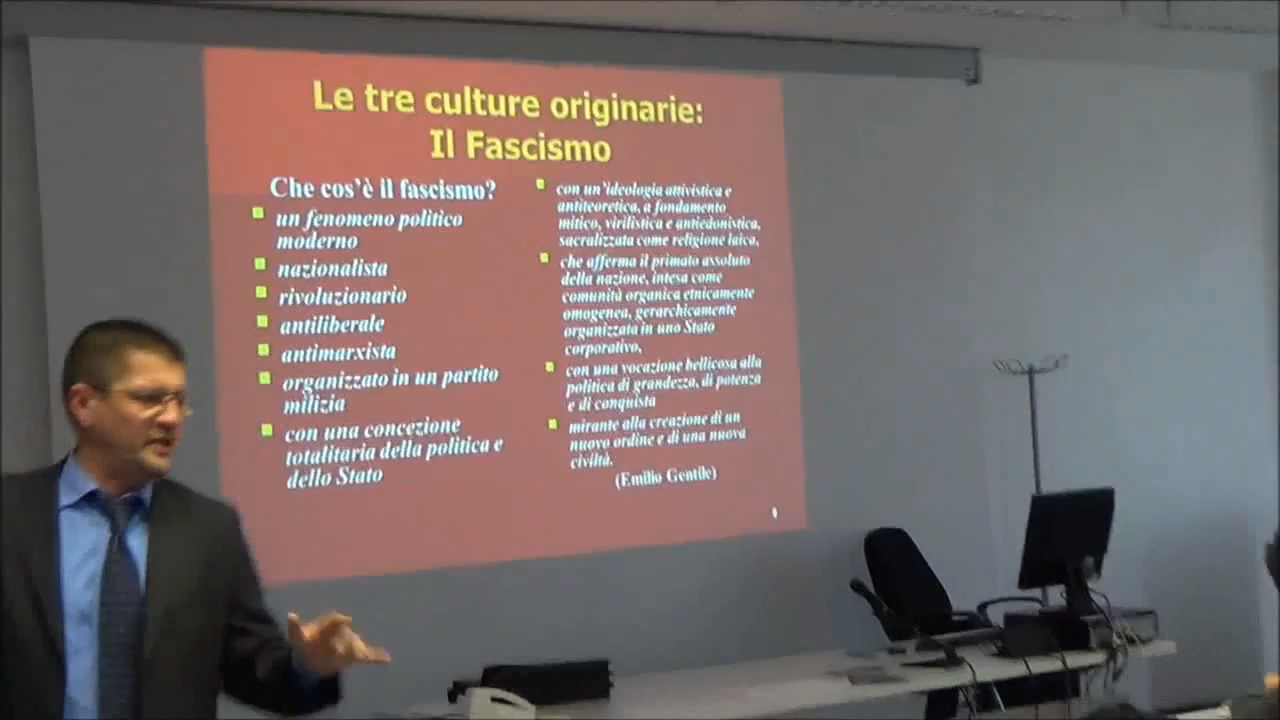 Le tre culture originarie:
Il Fascismo
Che cos'è il fascismo?
un fenomeno politico
moderno
nazionalista
rivoluzionario
antiliberale
antimarxista
organizzato in un partito
milizia
con una concezione
totalitaria della politica e
dello Stato
con un'ideologia attivistica e
antiteoretica, a fondamento
mitico, virilistica e antiedonistica,
sacralizzata come religione laica,
che afferma il primato assoluto
della nazione, intesa come
comunità organica etnicamente
omogenea, gerarchicamente
organizzata in uno Stato
corporativo,
con una vocazione bellicosa alla
politica di grandezza, di potenza
e di conquista
mirante alla creazione di un
nuovo ordine e di una nuova
civiltà.
(Emilio Gentile)